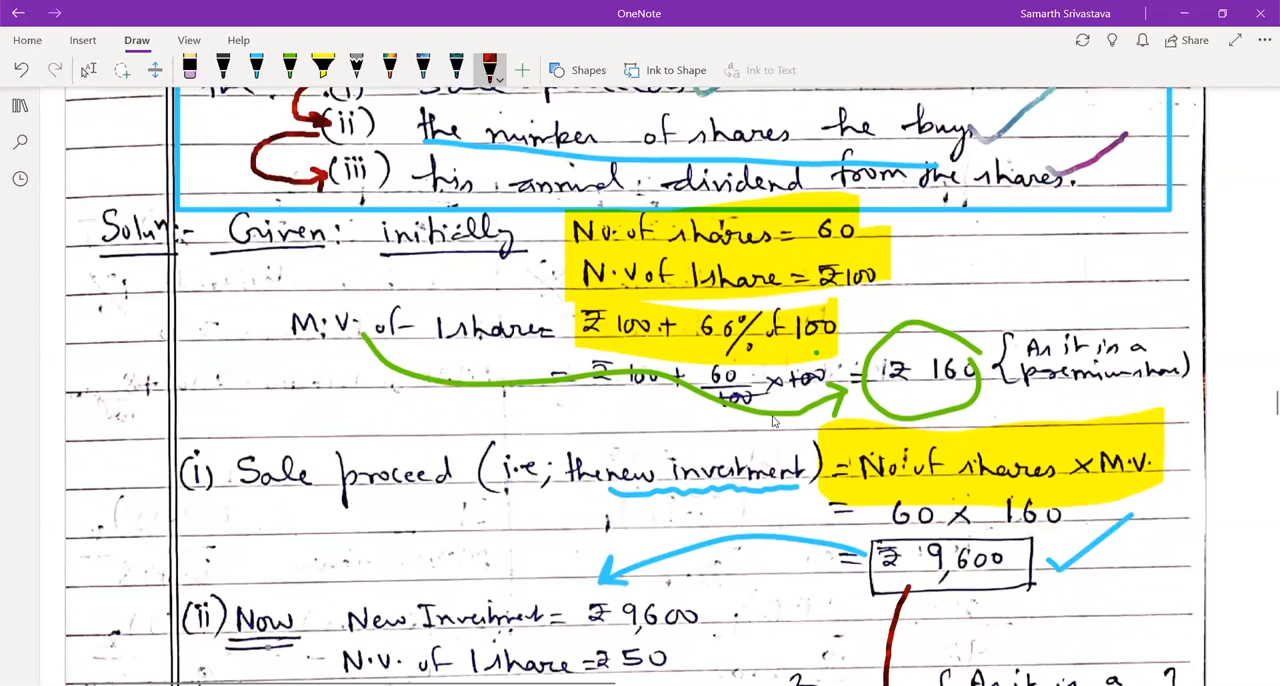 OneNote
Samarth Srivastava
Home Insert Draw View Help
Share
Shapes
Ink to Shape
Ink to Text
(i)
(ii) the number of shares he buys
(iii) his annual dividend from the shares.
Solun:- Given: initially No. of shares = 60
N.V of 1 share = ₹100
M.V. of 1 share = ₹ 100 + 60% of 100
= ₹ 100 + 60/100 × 100 = ₹ 160 {As it is a premium share}
(i) Sale proceed (i.e; the new investment) = No. of shares × M.V.
= 60 × 160
= ₹ 9,600
(ii) Now New Investment = ₹ 9,600
N.V. of 1 share = ₹ 50
{As it is a